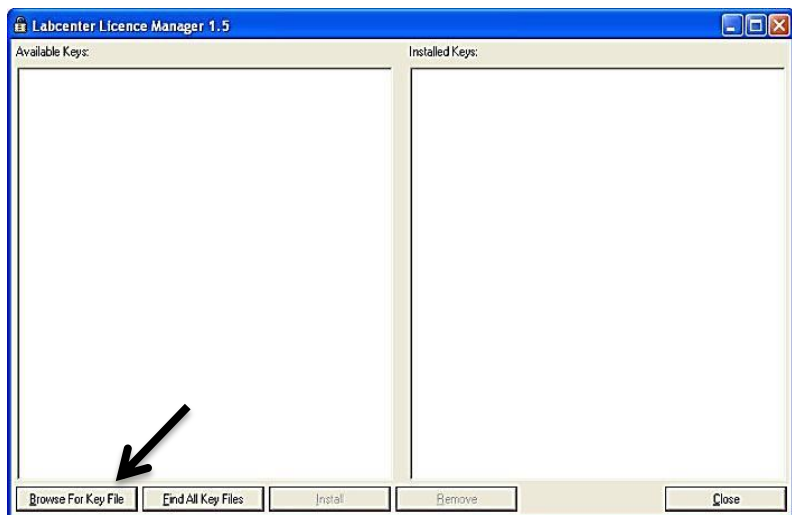 Labcenter Licence Manager 1.5
Available Keys: Installed Keys:
Browse For Key File Find All Key Files Install Remove Close